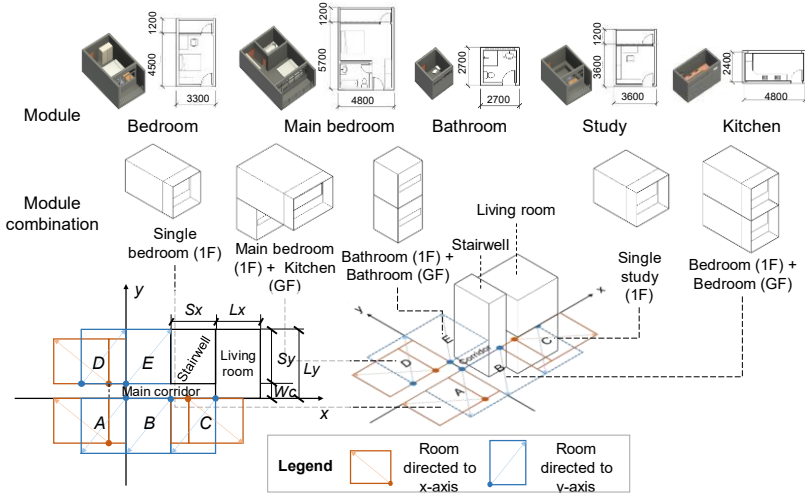 1200
4500
3300
1200
5700
4800
2700
2700
1200
3600
3600
2400
4800
Module
Bedroom
Main bedroom
Bathroom
Study
Kitchen
Module
combination
Single
bedroom (1F)
Main bedroom
(1F) + Kitchen
(GF)
Bathroom (1F) +
Bathroom (GF)
Living room
Stairwell
Single
study
(1F)
Bedroom (1F) +
Bedroom (GF)
y
Sx
Lx
D
E
Stairwell
Living
room
Sy
Ly
Main corridor
Wc
x
A
B
C
y
x
E
D
Corridor
C
B
A
Legend
Room
directed to
x-axis
Room
directed to
y-axis